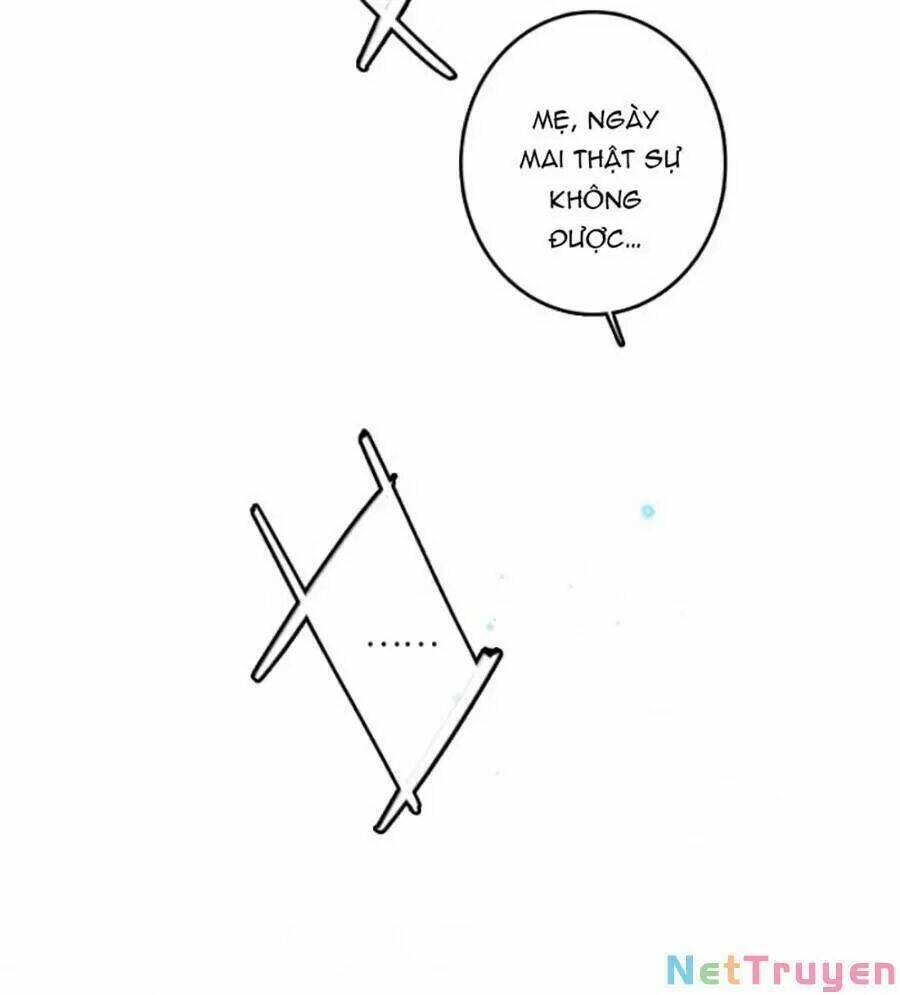 MẸ, NGÀY
MAI THẬT SỰ
KHÔNG
ĐƯỢC...
......
NetTruyen